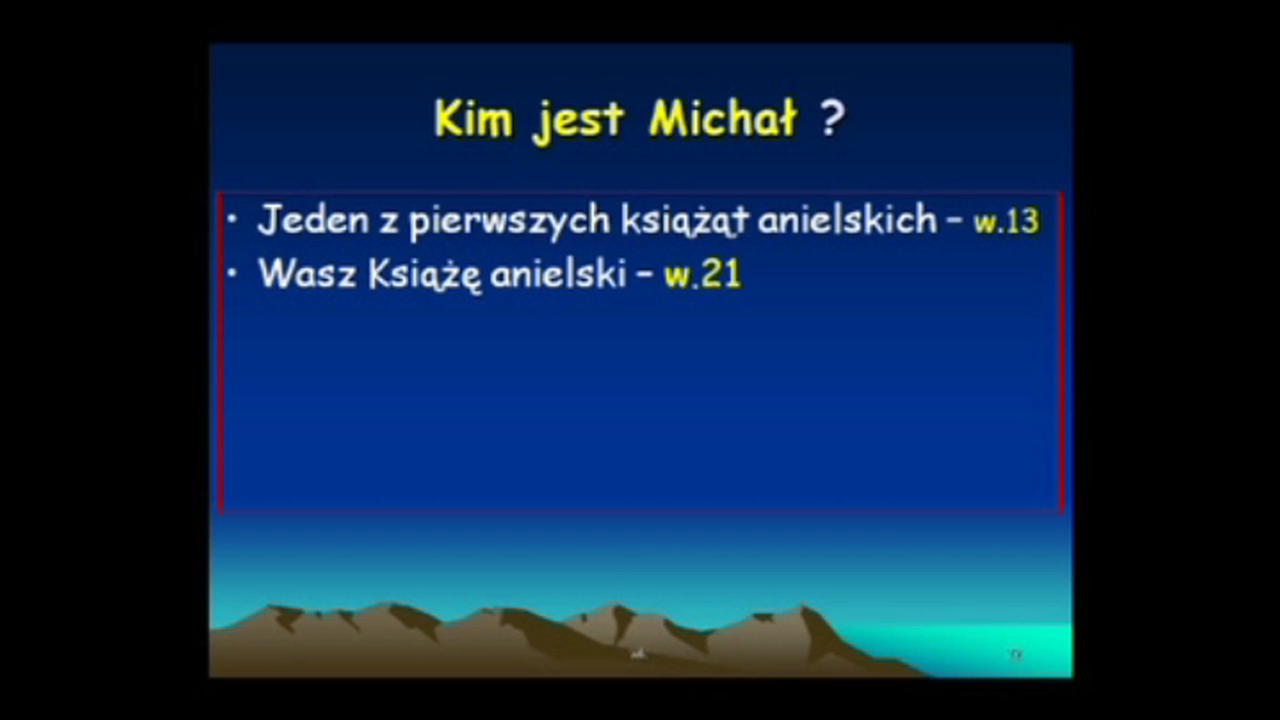 Kim jest Michał ?
• Jeden z pierwszych książąt anielskich – w.13
• Wasz Książę anielski – w.21